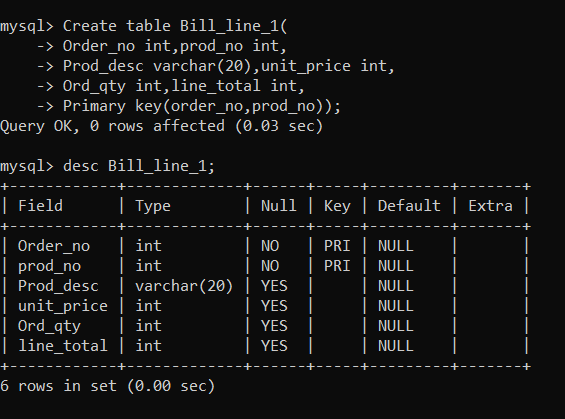 mysql> Create table Bill_line_1(
    -> Order_no int,prod_no int,
    -> Prod_desc varchar(20),unit_price int,
    -> Ord_qty int,line_total int,
    -> Primary key(order_no,prod_no));
Query OK, 0 rows affected (0.03 sec)

mysql> desc Bill_line_1;
+------------+-------------+------+-----+---------+-------+
| Field      | Type        | Null | Key | Default | Extra |
+------------+-------------+------+-----+---------+-------+
| Order_no   | int         | NO   | PRI | NULL    |       |
| prod_no    | int         | NO   | PRI | NULL    |       |
| Prod_desc  | varchar(20) | YES  |     | NULL    |       |
| unit_price | int         | YES  |     | NULL    |       |
| Ord_qty    | int         | YES  |     | NULL    |       |
| line_total | int         | YES  |     | NULL    |       |
+------------+-------------+------+-----+---------+-------+
6 rows in set (0.00 sec)